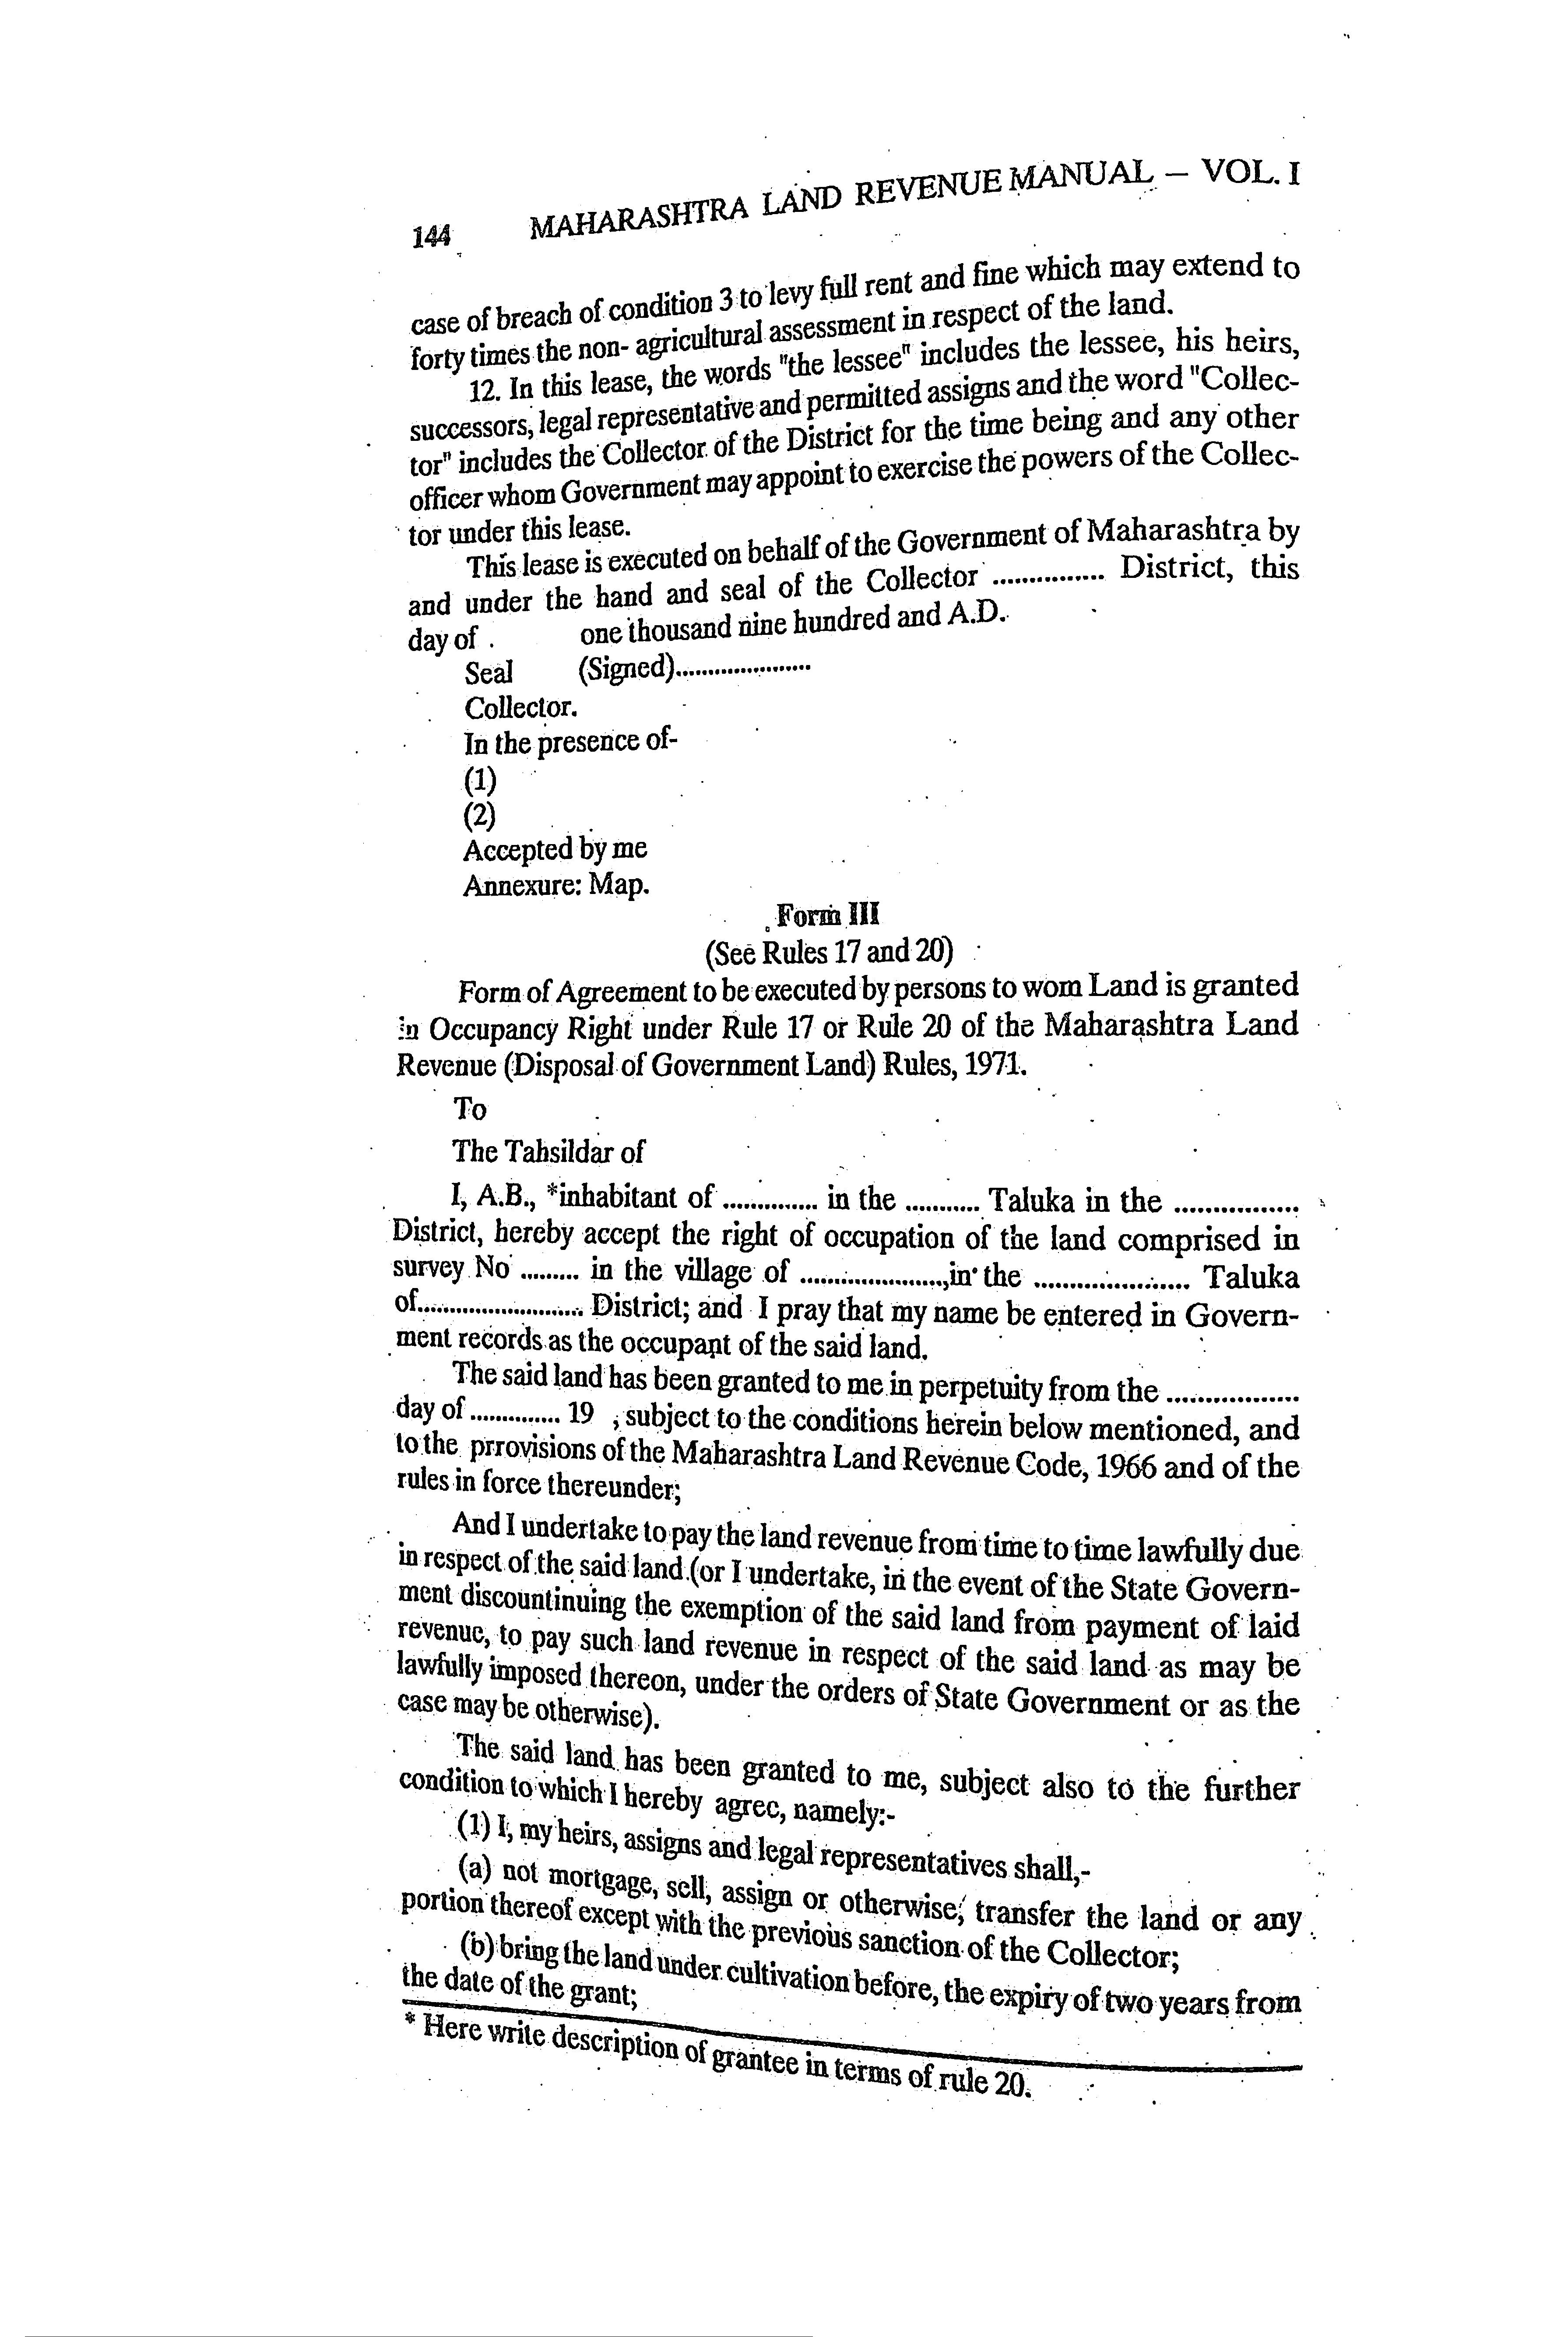 144 MAHARASHTRA LAND REVENUE MANUAL — VOL. I
case of breach of condition 3 to levy full rent and fine which may extend to
forty times the non- agricultural assessment in respect of the land.
12. In this lease, the words "the lessee" includes the lessee, his heirs,
successors, legal representative and permitted assigns and the word "Collec-
tor" includes the Collector of the District for the time being and any other
officer whom Government may appoint to exercise the powers of the Collec-
tor under this lease.
This lease is executed on behalf of the Government of Maharashtra by
and under the hand and seal of the Collector ............... District, this
day of . one thousand nine hundred and A.D.
Seal (Signed).....................
Collector.
In the presence of-
(1)
(2)
Accepted by me
Annexure: Map.
Form III
(See Rules 17 and 20)
Form of Agreement to be executed by persons to wom Land is granted
in Occupancy Right under Rule 17 or Rule 20 of the Maharashtra Land
Revenue (Disposal of Government Land) Rules, 1971.
To
The Tahsildar of
I, A.B., *inhabitant of .............. in the ........... Taluka in the ................
District, hereby accept the right of occupation of the land comprised in
survey No ......... in the village of .....................,in the ....................... Taluka
of......................... District; and I pray that my name be entered in Govern-
ment records as the occupant of the said land.
The said land has been granted to me in perpetuity from the .................
day of .............. 19 , subject to the conditions herein below mentioned, and
to the prrovisions of the Maharashtra Land Revenue Code, 1966 and of the
rules in force thereunder;
And I undertake to pay the land revenue from time to time lawfully due
in respect of the said land (or I undertake, in the event of the State Govern-
ment discountinuing the exemption of the said land from payment of laid
revenue, to pay such land revenue in respect of the said land as may be
lawfully imposed thereon, under the orders of State Government or as the
case may be otherwise).
The said land has been granted to me, subject also to the further
condition to which I hereby agree, namely:-
(1) I, my heirs, assigns and legal representatives shall,-
(a) not mortgage, sell, assign or otherwise, transfer the land or any
portion thereof except with the previous sanction of the Collector;
(b) bring the land under cultivation before, the expiry of two years from
the date of the grant;
* Here write description of grantee in terms of rule 20.